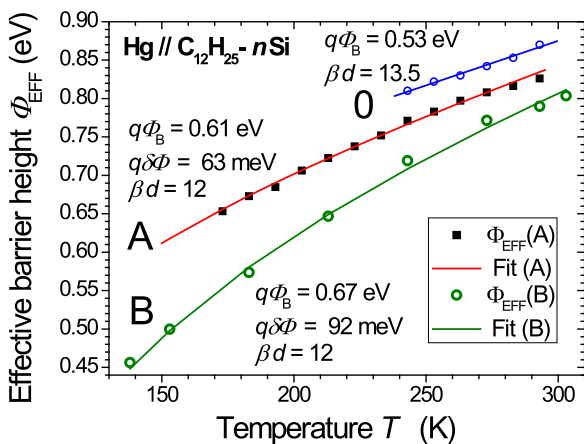 Hg // C₁₂H₂₅- nSi
qΦB = 0.53 eV
βd = 13.5
0
qΦB = 0.61 eV
qδΦ = 63 meV
βd = 12
A
B
qΦB = 0.67 eV
qδΦ = 92 meV
βd = 12
ΦEFF(A)
Fit (A)
ΦEFF(B)
Fit (B)
Effective barrier height ΦEFF (eV)
0.90
0.85
0.80
0.75
0.70
0.65
0.60
0.55
0.50
0.45
150
200
250
300
Temperature T (K)